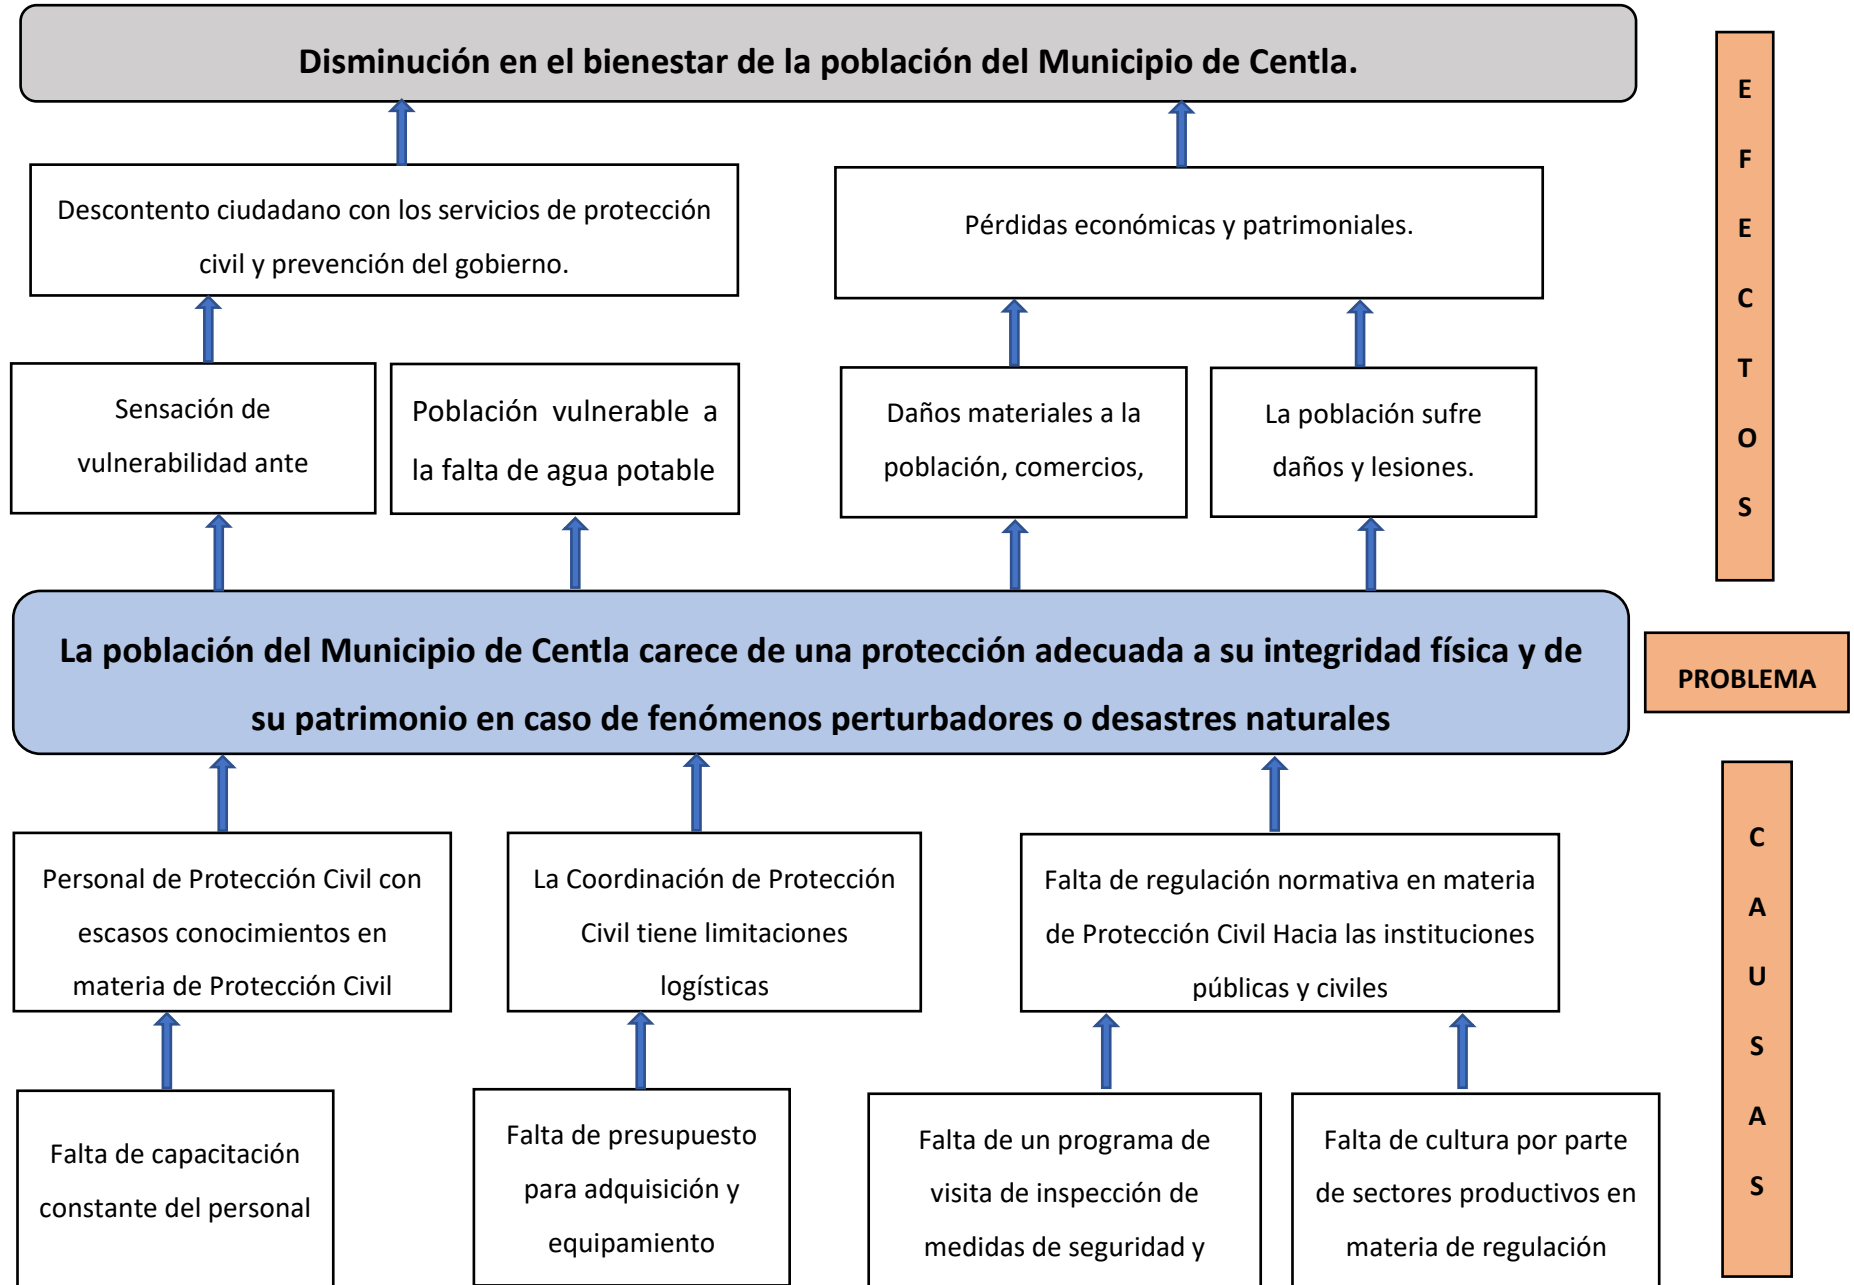 Disminución en el bienestar de la población del Municipio de Centla.
Descontento ciudadano con los servicios de protección
civil y prevención del gobierno.
Pérdidas económicas y patrimoniales.
Sensación de
vulnerabilidad ante
Población vulnerable a
la falta de agua potable
Daños materiales a la
población, comercios,
La población sufre
daños y lesiones.
E
F
E
C
T
O
S
La población del Municipio de Centla carece de una protección adecuada a su integridad física y de
su patrimonio en caso de fenómenos perturbadores o desastres naturales
PROBLEMA
Personal de Protección Civil con
escasos conocimientos en
materia de Protección Civil
La Coordinación de Protección
Civil tiene limitaciones
logísticas
Falta de regulación normativa en materia
de Protección Civil Hacia las instituciones
públicas y civiles
Falta de capacitación
constante del personal
Falta de presupuesto
para adquisición y
equipamiento
Falta de un programa de
visita de inspección de
medidas de seguridad y
Falta de cultura por parte
de sectores productivos en
materia de regulación
C
A
U
S
A
S